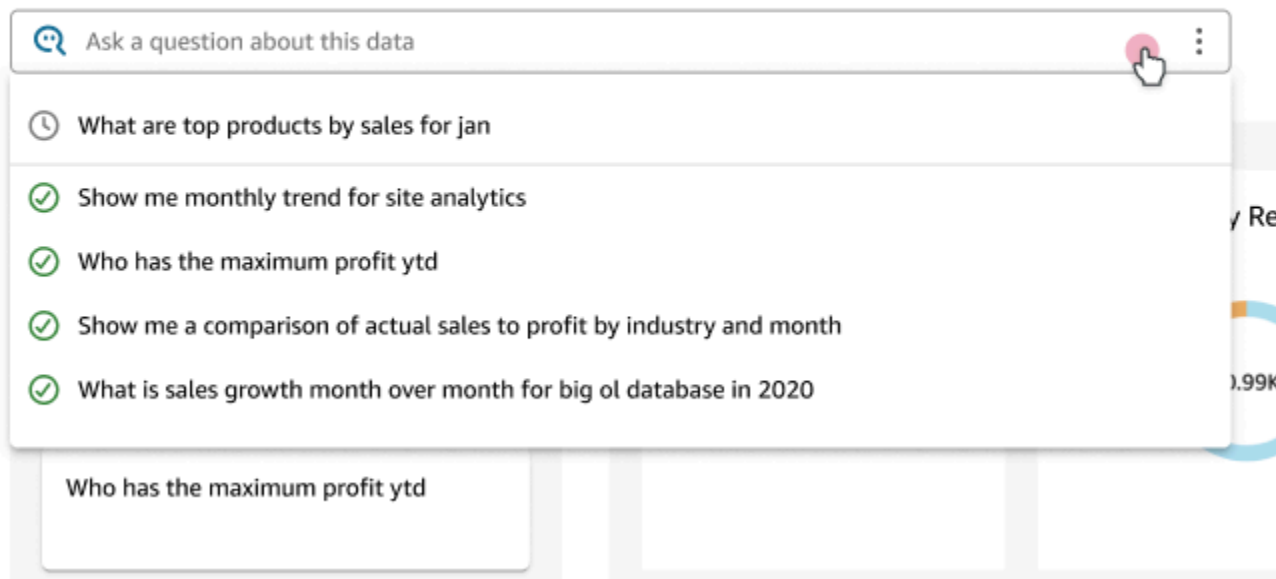 Ask a question about this data
What are top products by sales for jan
Show me monthly trend for site analytics
Who has the maximum profit ytd
Show me a comparison of actual sales to profit by industry and month
What is sales growth month over month for big ol database in 2020
Who has the maximum profit ytd